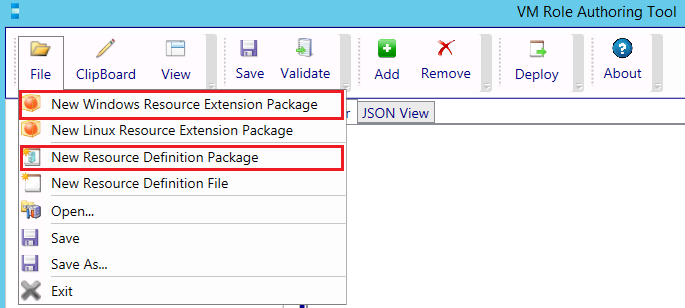 VM Role Authoring Tool
File ClipBoard View Save Validate Add Remove Deploy About
New Windows Resource Extension Package
r JSON View
New Linux Resource Extension Package
New Resource Definition Package
New Resource Definition File
Open...
Save
Save As...
Exit